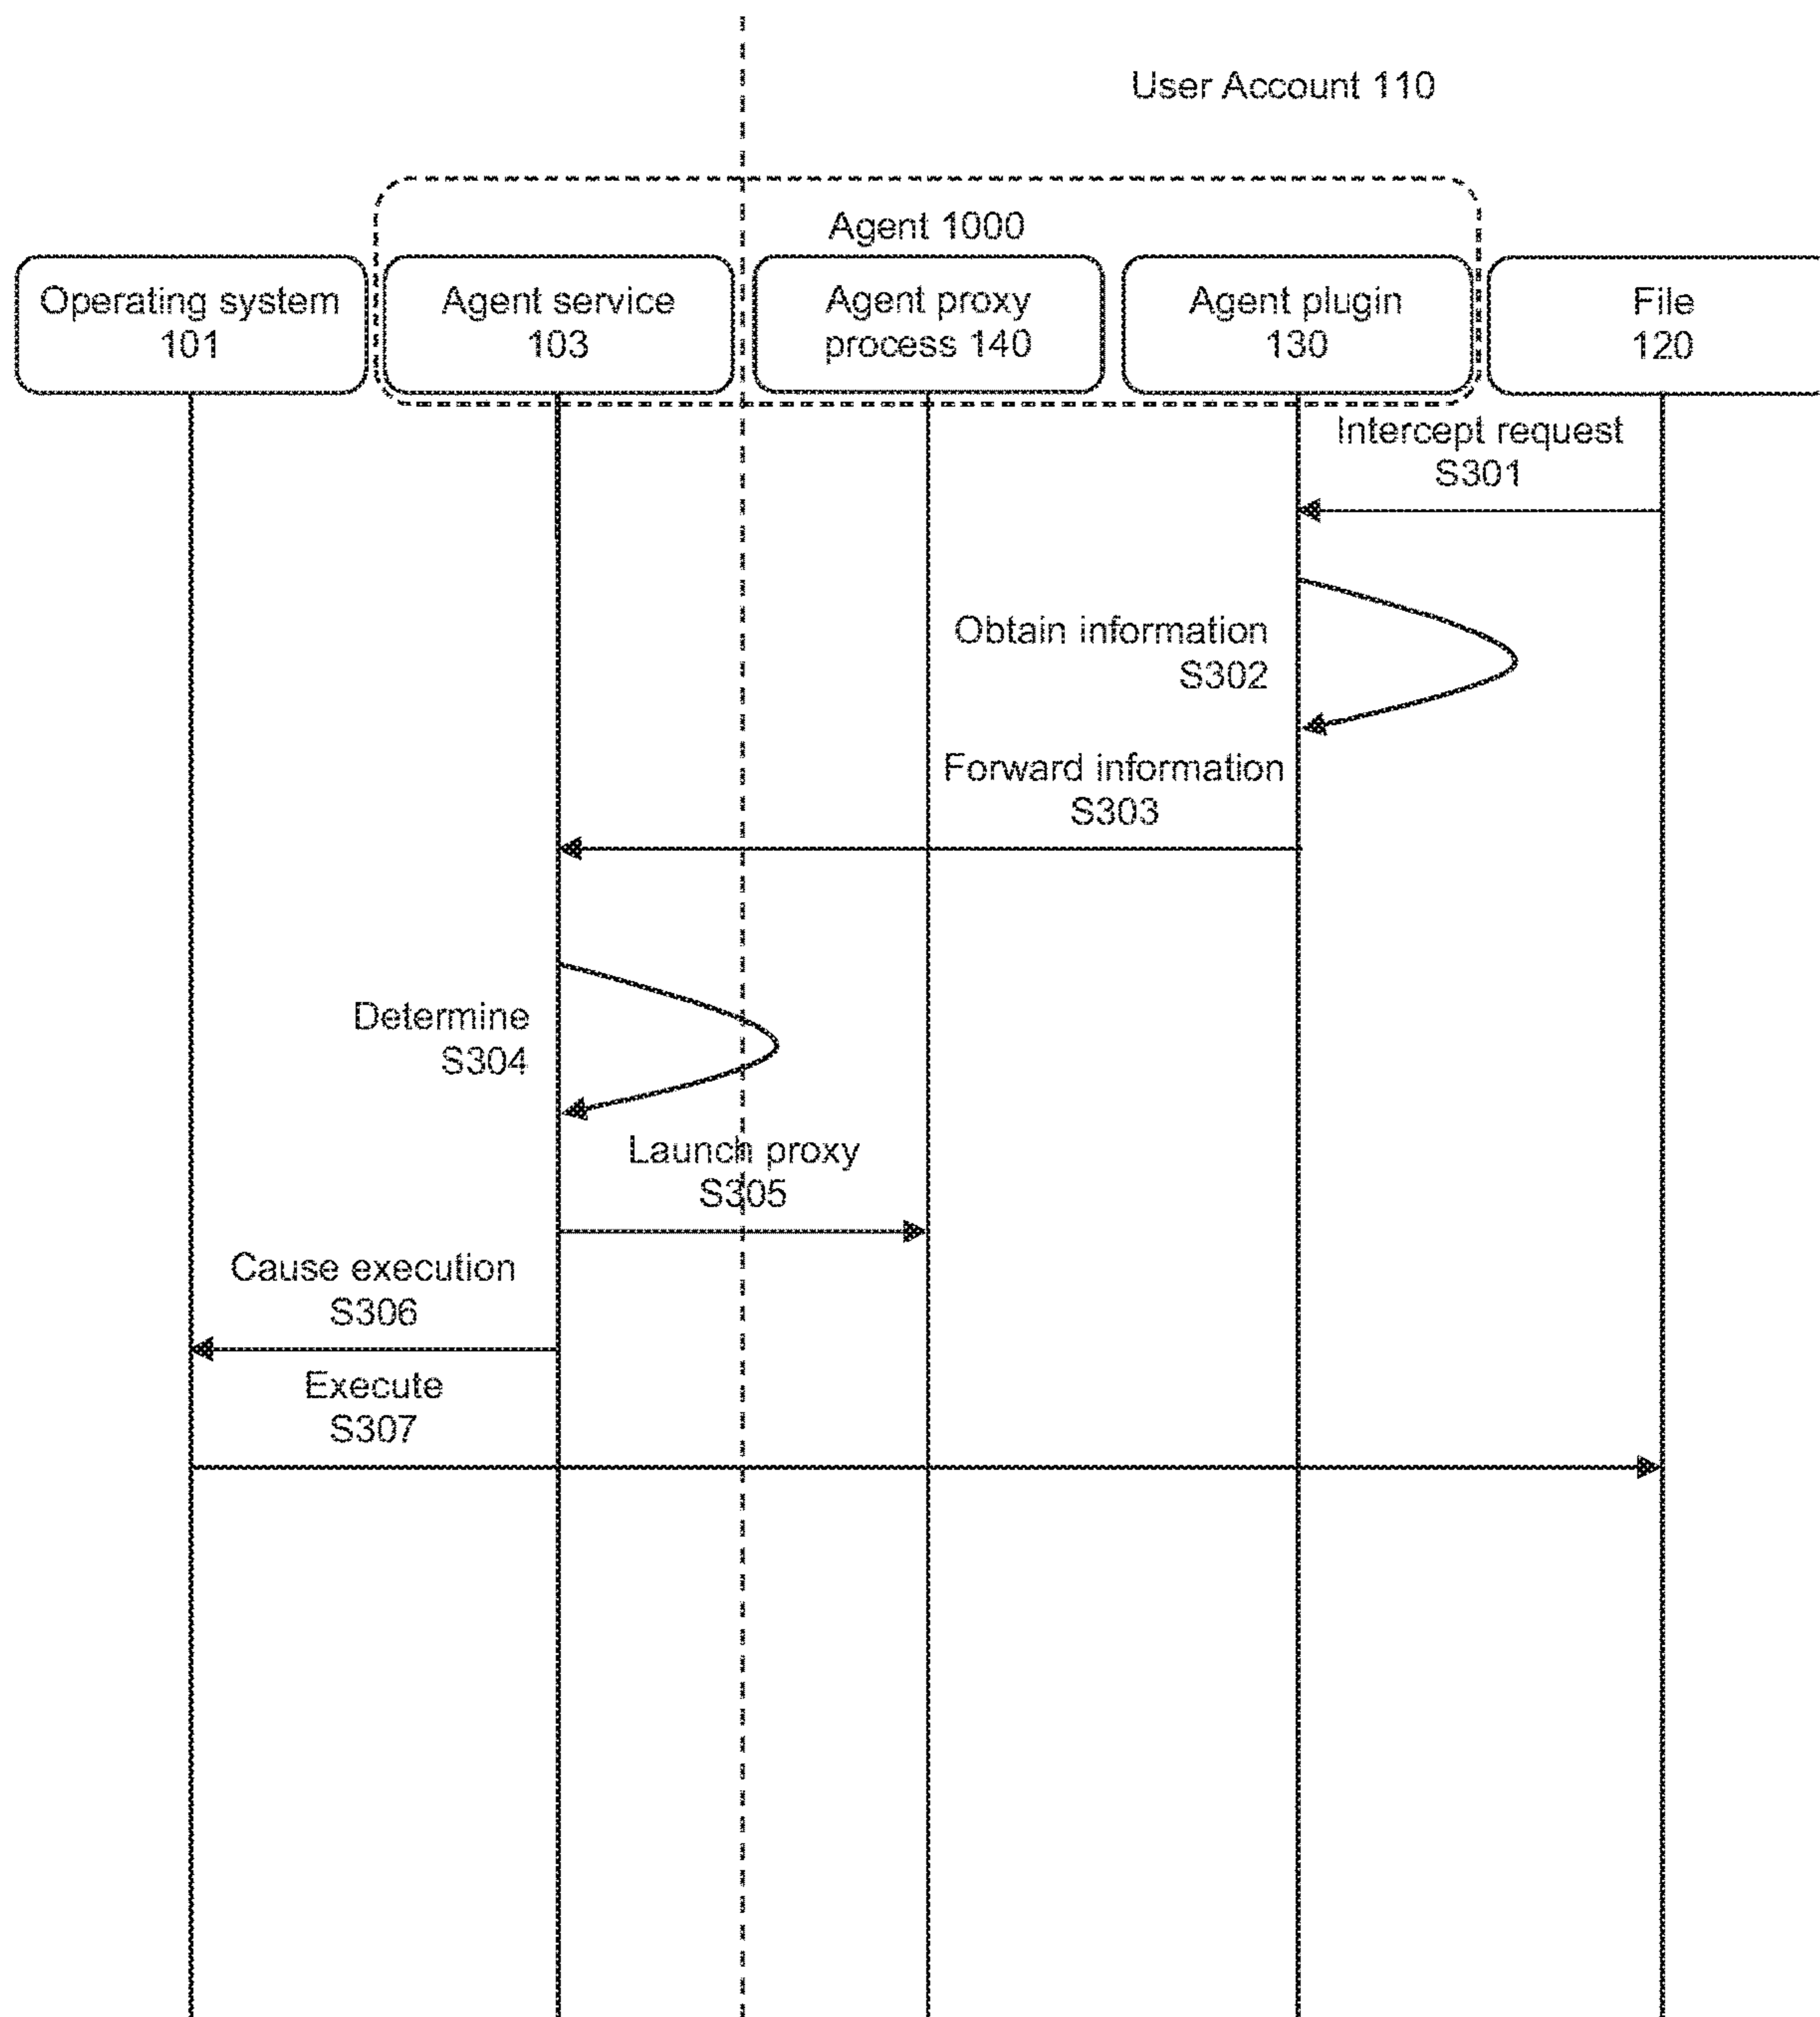 User Account 110
Agent 1000
Operating system
101
Agent service
103
Agent proxy
process 140
Agent plugin
130
File
120
Intercept request
S301
Obtain information
S302
Forward information
S303
Determine
S304
Launch proxy
S305
Cause execution
S306
Execute
S307